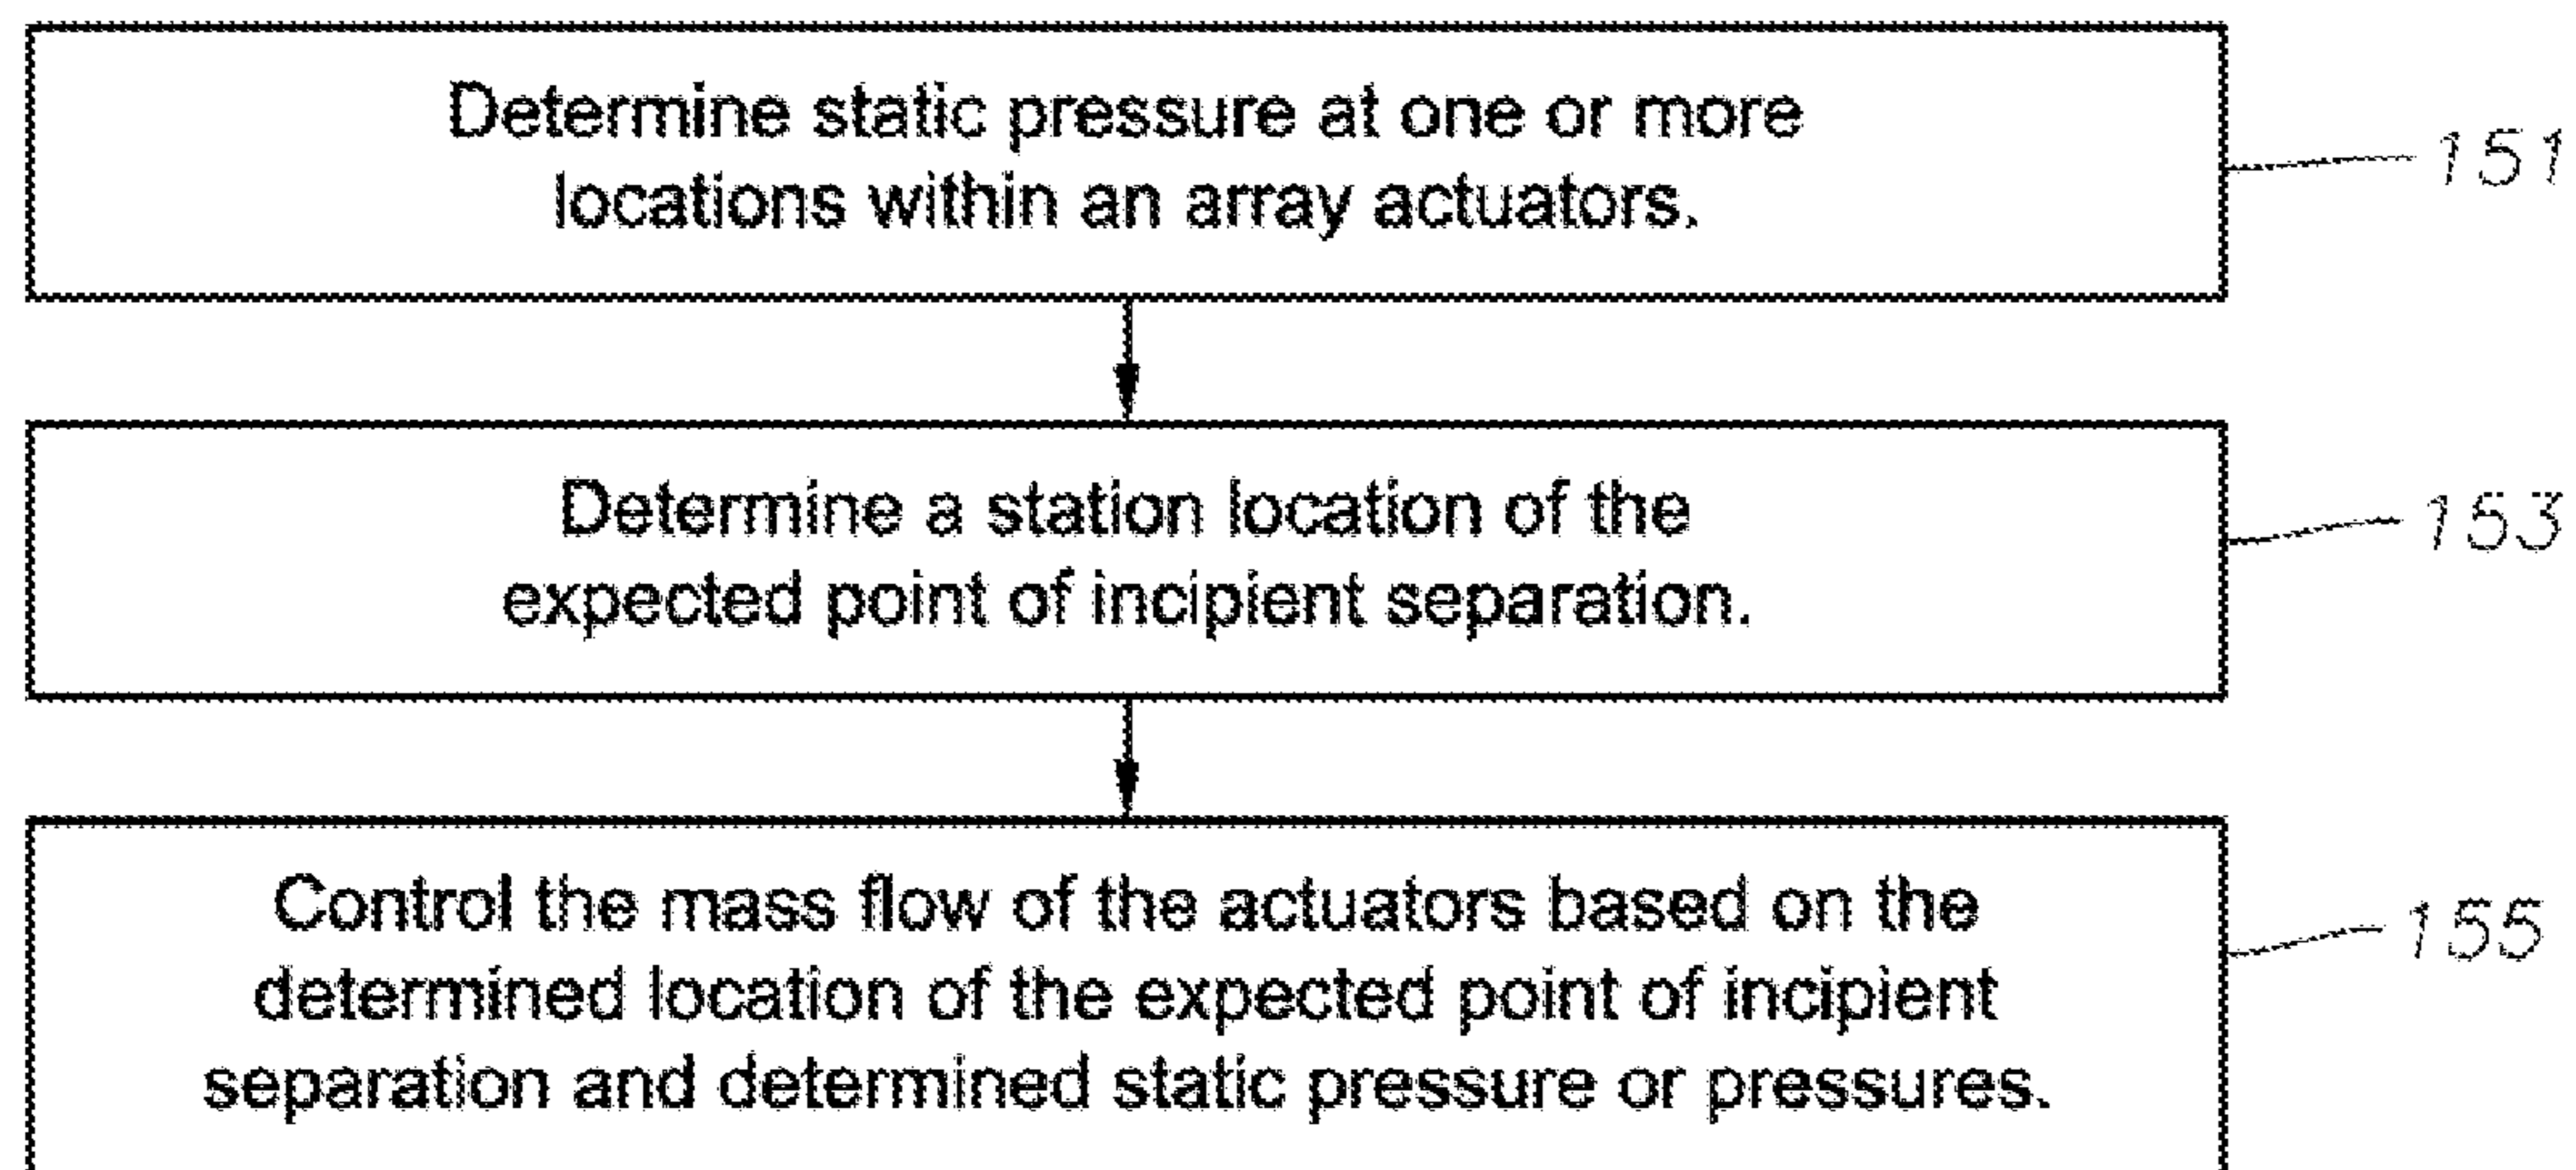 Determine static pressure at one or more
locations within an array actuators.
151
Determine a station location of the
expected point of incipient separation.
153
Control the mass flow of the actuators based on the
determined location of the expected point of incipient
separation and determined static pressure or pressures.
155